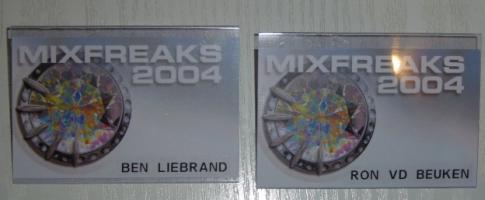 MIXFREAKS
2004
BEN LIEBRAND
MIXFREAKS
2004
RON VD BEUKEN